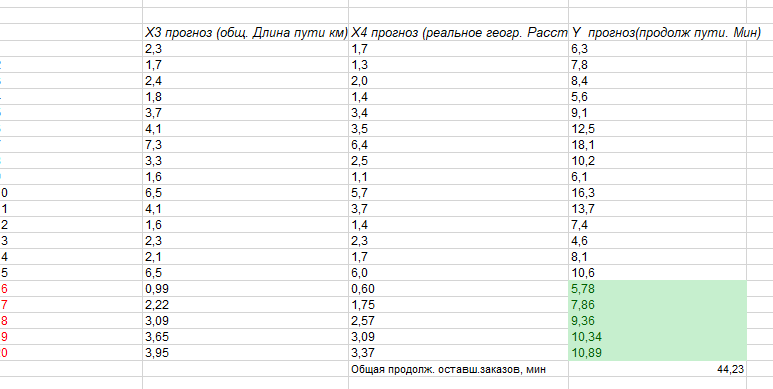 X3 прогноз (общ. Длина пути км) X4 прогноз (реальное геогр. Расст Y прогноз(продолж пути. Мин)
2,3 1,7 6,3
1,7 1,3 7,8
2,4 2,0 8,4
1,8 1,4 5,6
3,7 3,4 9,1
4,1 3,5 12,5
7,3 6,4 18,1
3,3 2,5 10,2
1,6 1,1 6,1
0 6,5 5,7 16,3
1 4,1 3,7 13,7
2 1,6 1,4 7,4
3 2,3 2,3 4,6
4 2,1 1,7 8,1
5 6,5 6,0 10,6
6 0,99 0,60 5,78
7 2,22 1,75 7,86
8 3,09 2,57 9,36
9 3,65 3,09 10,34
0 3,95 3,37 10,89
Общая продолж. оставш.заказов, мин 44,23